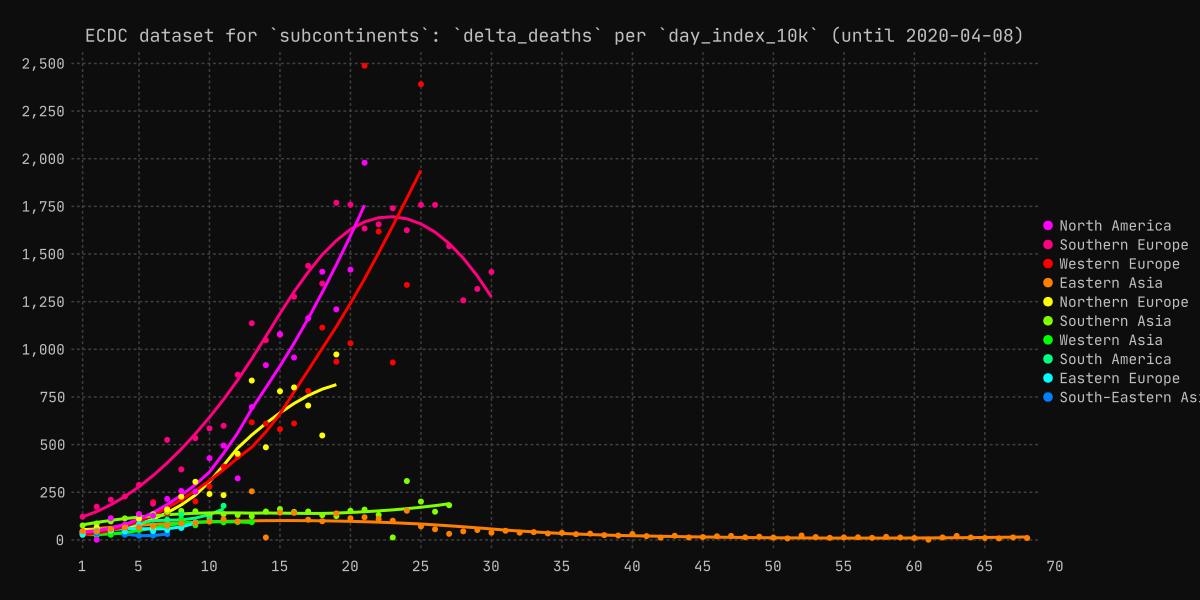 ECDC dataset for `subcontinents`: `delta_deaths` per `day_index_10k` (until 2020-04-08)
2,500
2,250
2,000
1,750
1,500
1,250
1,000
750
500
250
0
1 5 10 15 20 25 30 35 40 45 50 55 60 65 70
North America
Southern Europe
Western Europe
Eastern Asia
Northern Europe
Southern Asia
Western Asia
South America
Eastern Europe
South-Eastern Asi